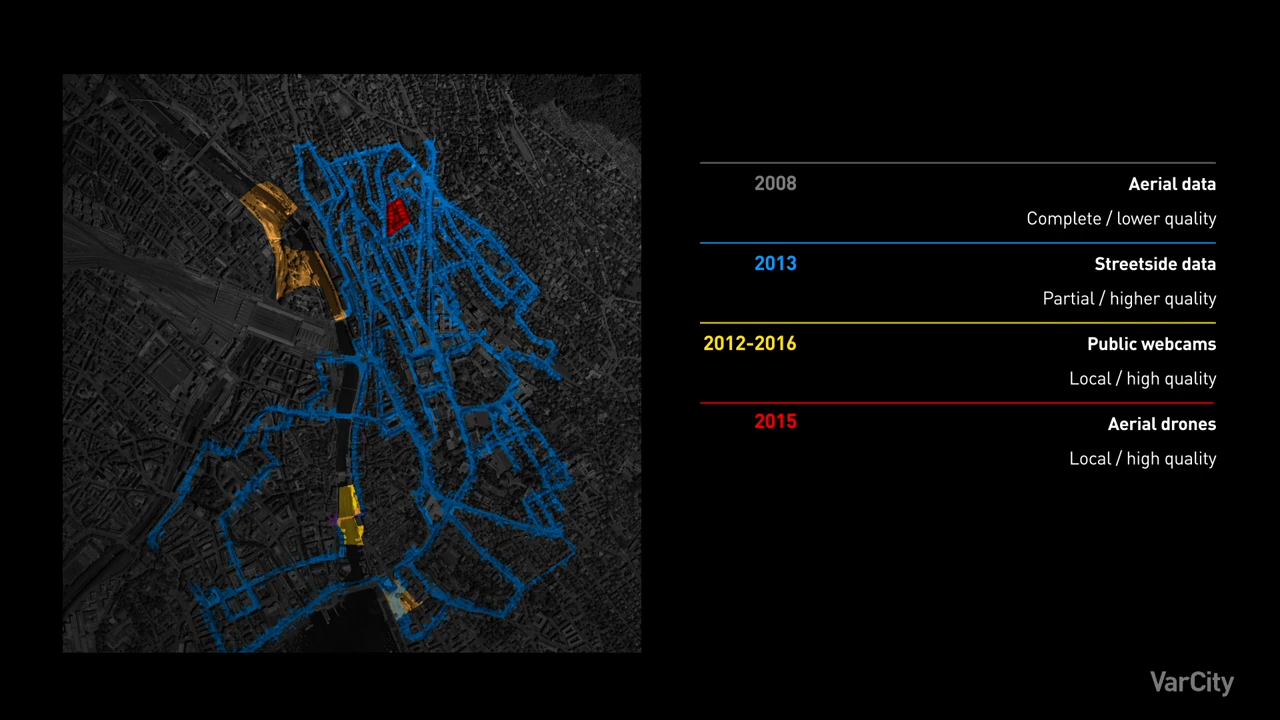 2008
Aerial data
Complete / lower quality
2013
Streetside data
Partial / higher quality
2012-2016
Public webcams
Local / high quality
2015
Aerial drones
Local / high quality
VarCity